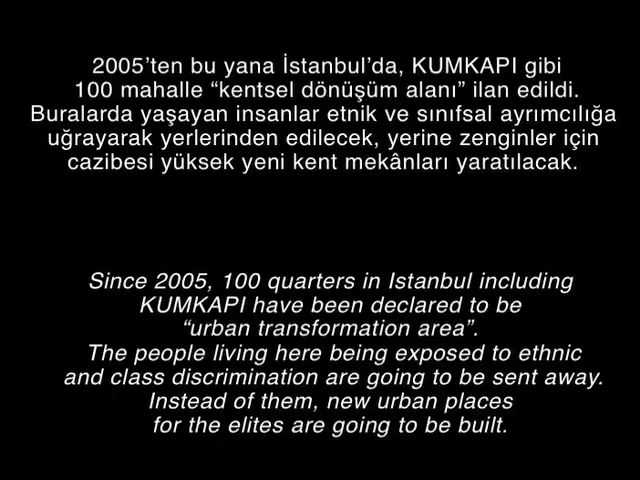 2005’ten bu yana İstanbul’da, KUMKAPI gibi
100 mahalle “kentsel dönüşüm alanı” ilan edildi.
Buralarda yaşayan insanlar etnik ve sınıfsal ayrımcılığa
uğrayarak yerlerinden edilecek, yerine zenginler için
cazibesi yüksek yeni kent mekânları yaratılacak.
Since 2005, 100 quarters in Istanbul including
KUMKAPI have been declared to be
“urban transformation area”.
The people living here being exposed to ethnic
and class discrimination are going to be sent away.
Instead of them, new urban places
for the elites are going to be built.